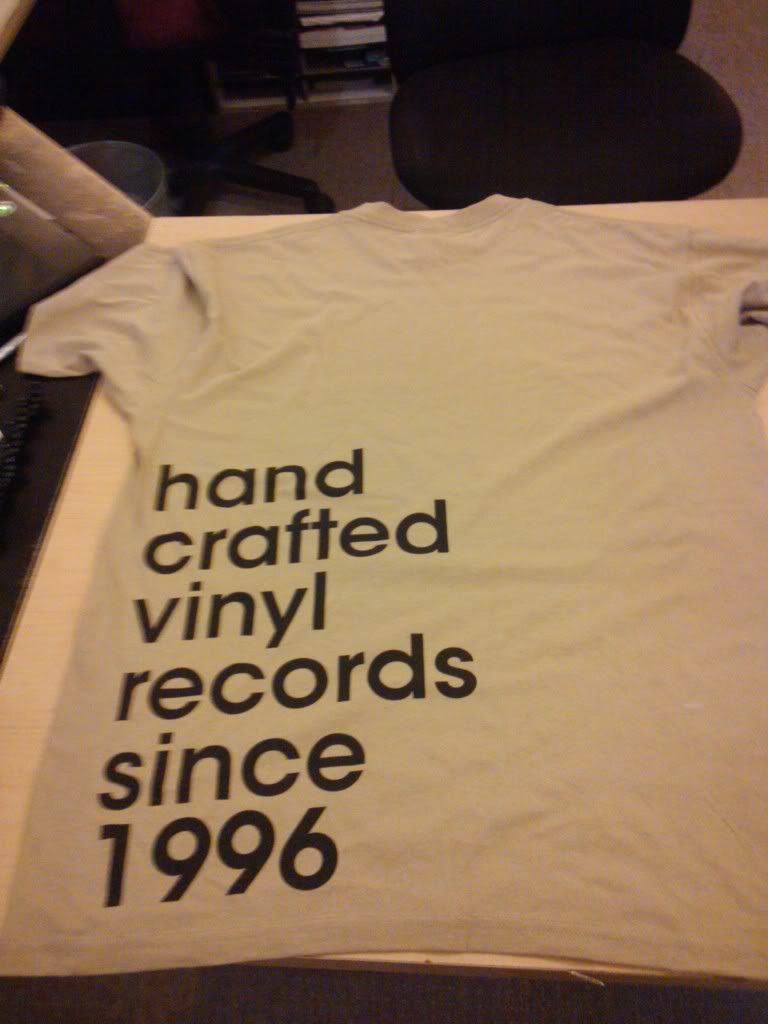 hand
crafted
vinyl
records
since
1996